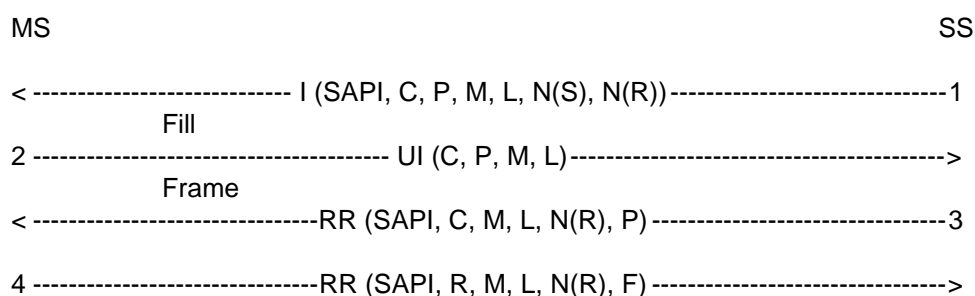 MS SS
< ----------------------------- I (SAPI, C, P, M, L, N(S), N(R))-------------------------------1
Fill
2 ---------------------------------------- UI (C, P, M, L)------------------------------------------>
Frame
< --------------------------------RR (SAPI, C, M, L, N(R), P) ---------------------------------3
4 --------------------------------RR (SAPI, R, M, L, N(R), F) --------------------------------->